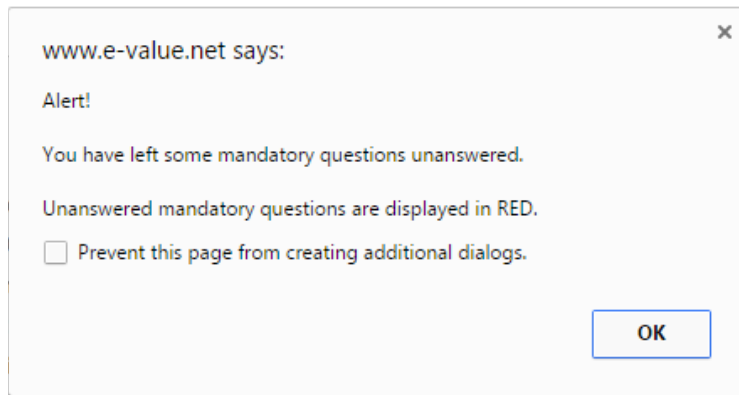 www.e-value.net says:
Alert!
You have left some mandatory questions unanswered.
Unanswered mandatory questions are displayed in RED.
Prevent this page from creating additional dialogs.
OK